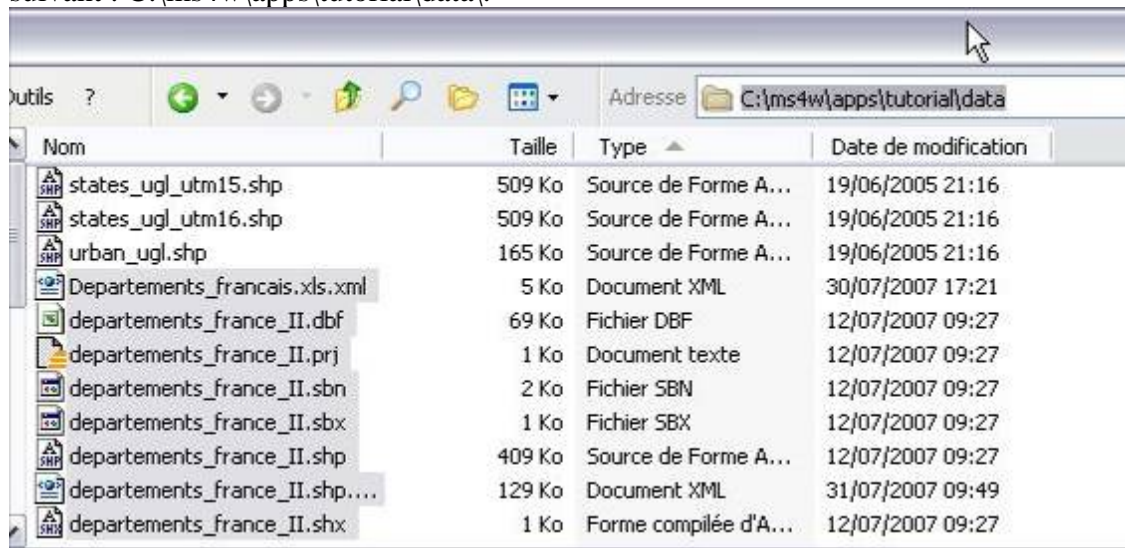 suivant : C:\ms4w\apps\tutorial\data\.
Outils ? Adresse C:\ms4w\apps\tutorial\data
Nom Taille Type Date de modification
states_ugl_utm15.shp 509 Ko Source de Forme A... 19/06/2005 21:16
states_ugl_utm16.shp 509 Ko Source de Forme A... 19/06/2005 21:16
urban_ugl.shp 165 Ko Source de Forme A... 19/06/2005 21:16
Departements_francais.xls.xml 5 Ko Document XML 30/07/2007 17:21
departements_france_II.dbf 69 Ko Fichier DBF 12/07/2007 09:27
departements_france_II.prj 1 Ko Document texte 12/07/2007 09:27
departements_france_II.sbn 2 Ko Fichier SBN 12/07/2007 09:27
departements_france_II.sbx 1 Ko Fichier SBX 12/07/2007 09:27
departements_france_II.shp 409 Ko Source de Forme A... 12/07/2007 09:27
departements_france_II.shp.... 129 Ko Document XML 31/07/2007 09:49
departements_france_II.shx 1 Ko Forme compilée d'A... 12/07/2007 09:27